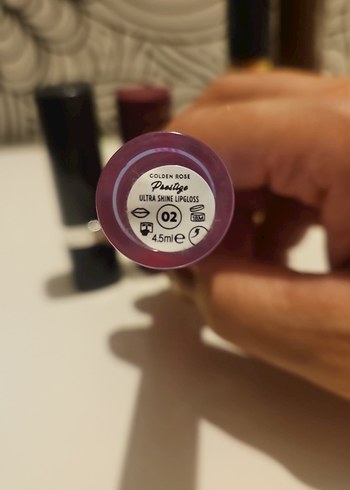 GOLDEN ROSE
Prestige
ULTRA SHINE LIPGLOSS
02
4.5ml e